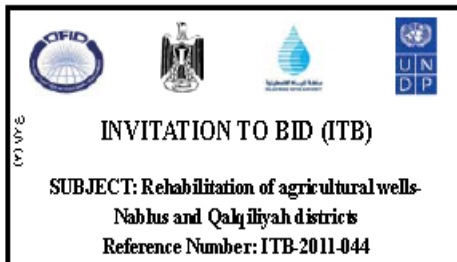 OFID
U N
D P
INVITATION TO BID (ITB)
SUBJECT: Rehabilitation of agricultural wells-
Nablus and Qalqiliyah districts
Reference Number: ITB-2011-044